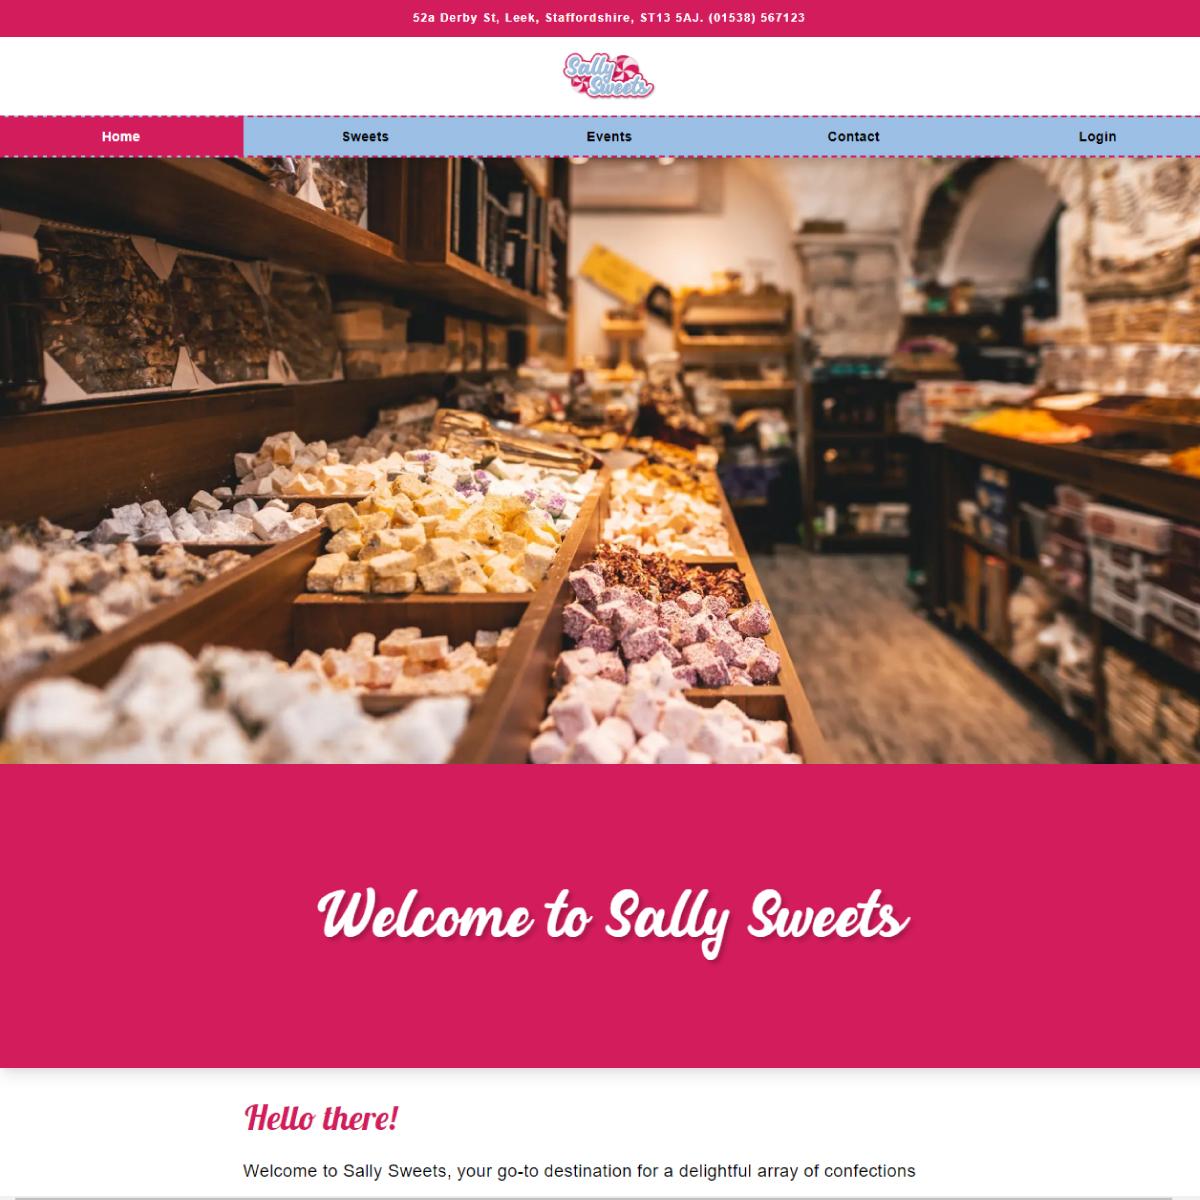 52a Derby St, Leek, Staffordshire, ST13 5AJ. (01538) 567123
Sally
Sweets
Home Sweets Events Contact Login
Welcome to Sally Sweets
Hello there!
Welcome to Sally Sweets, your go-to destination for a delightful array of confections